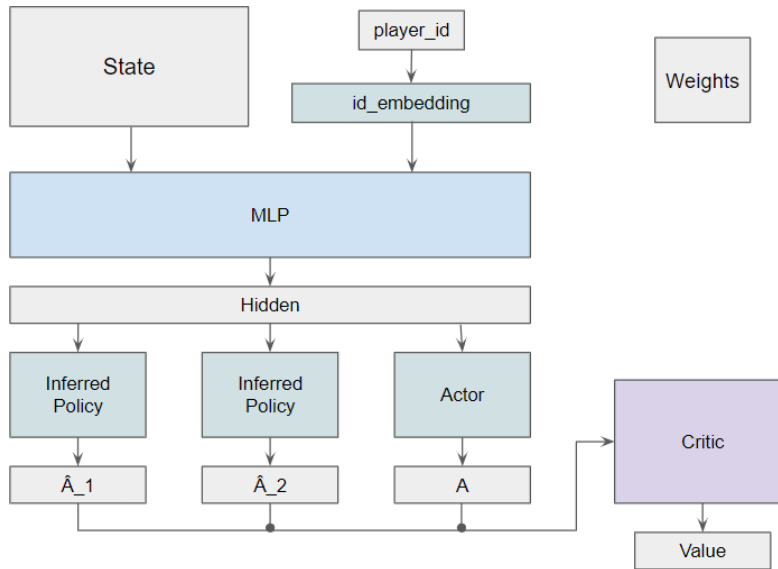 player_id
State
id_embedding
Weights
MLP
Hidden
Inferred
Policy
Inferred
Policy
Actor
Critic
Â_1
Â_2
A
Value